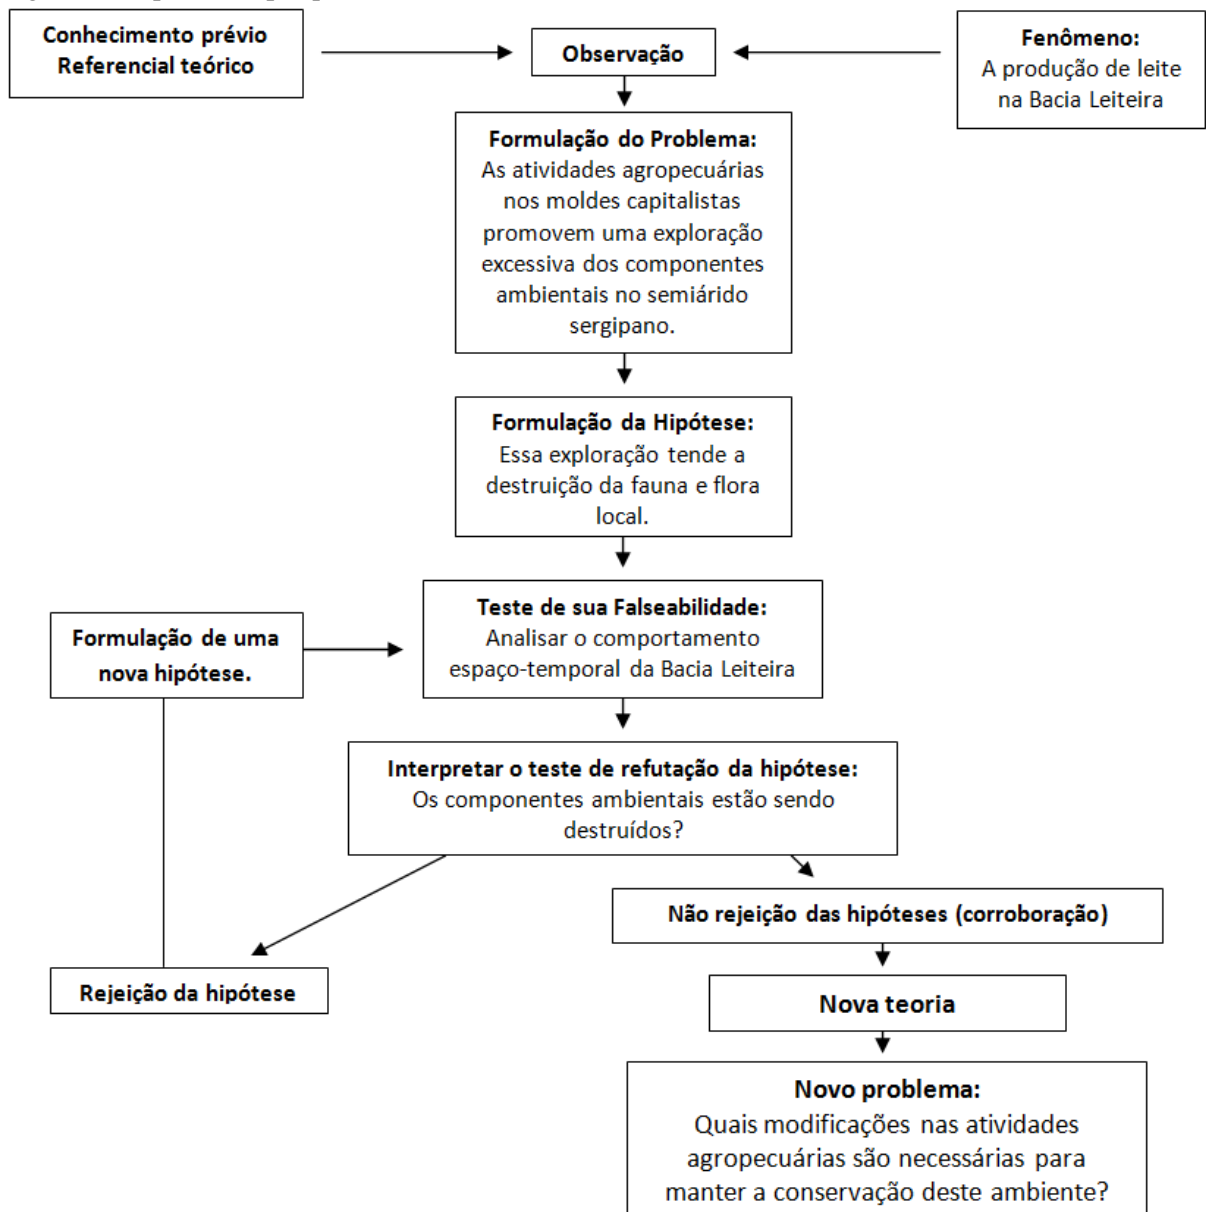 Conhecimento prévio
Referencial teórico
Observação
Fenômeno:
A produção de leite
na Bacia Leiteira
Formulação do Problema:
As atividades agropecuárias
nos moldes capitalistas
promovem uma exploração
excessiva dos componentes
ambientais no semiárido
sergipano.
Formulação da Hipótese:
Essa exploração tende a
destruição da fauna e flora
local.
Teste de sua Falseabilidade:
Analisar o comportamento
espaço-temporal da Bacia Leiteira
Formulação de uma
nova hipótese.
Interpretar o teste de refutação da hipótese:
Os componentes ambientais estão sendo
destruídos?
Não rejeição das hipóteses (corroboração)
Rejeição da hipótese
Nova teoria
Novo problema:
Quais modificações nas atividades
agropecuárias são necessárias para
manter a conservação deste ambiente?